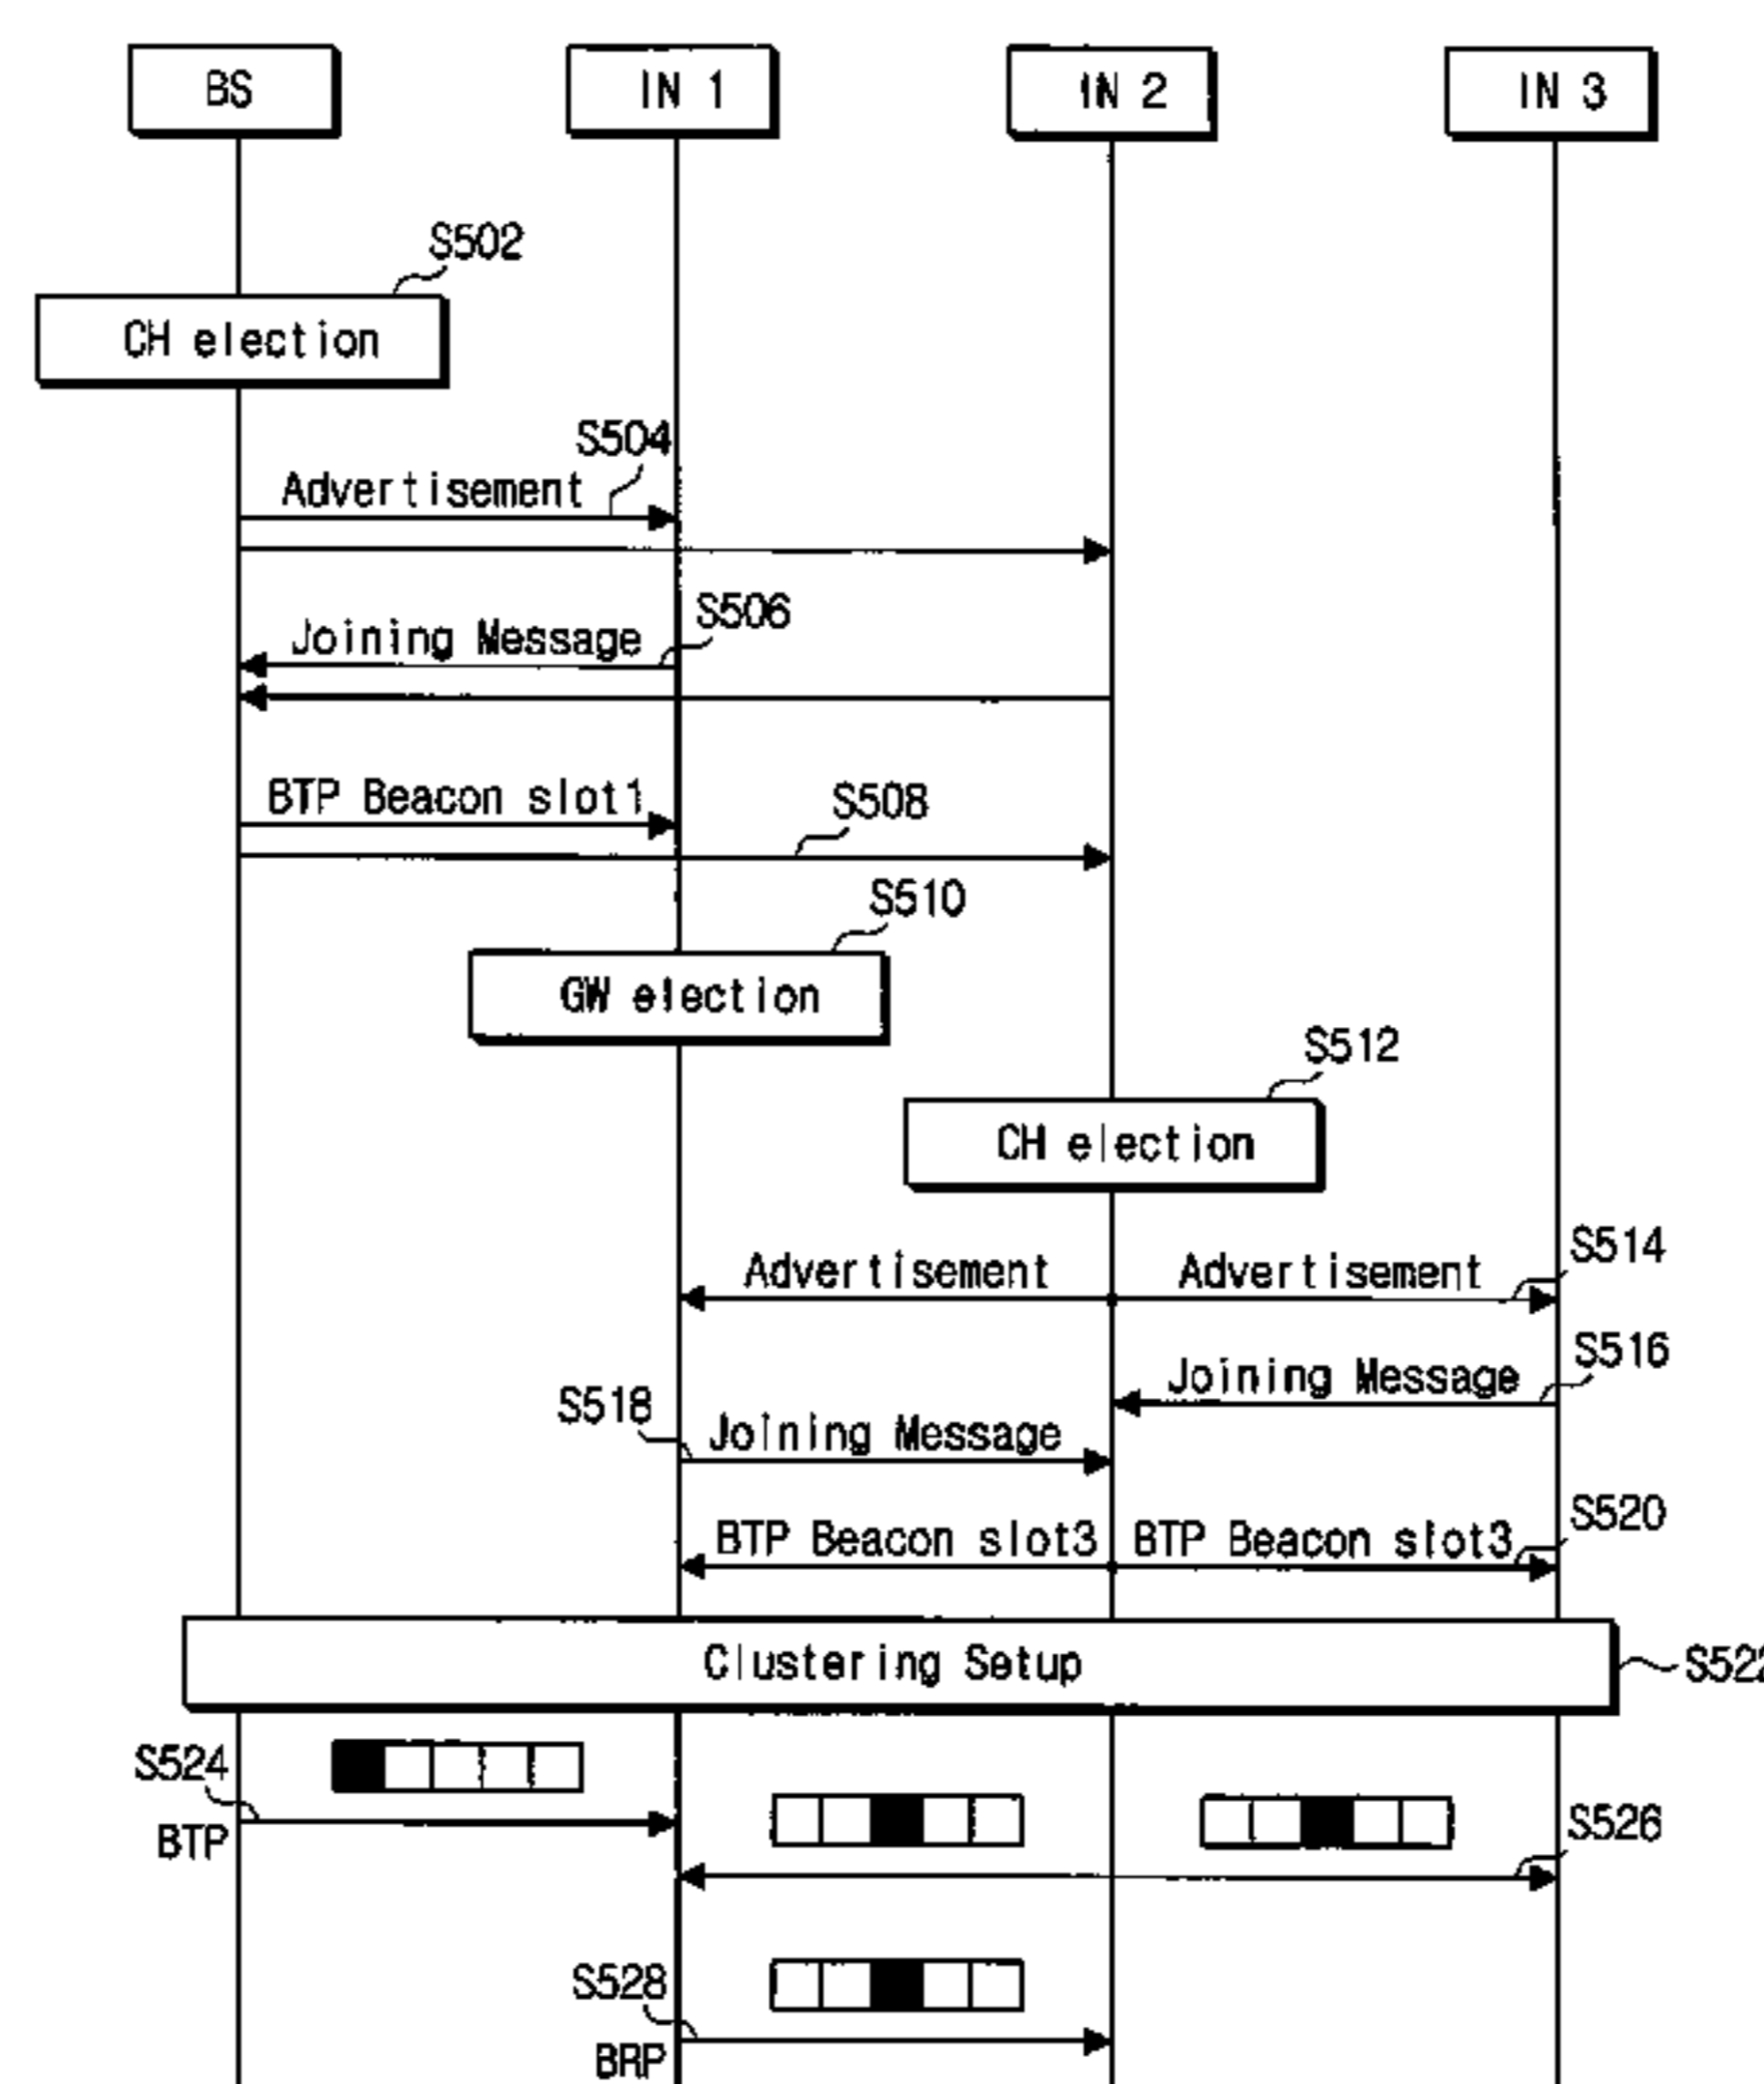 BS
IN 1
IN 2
IN 3
S502
CH election
S504
Advertisement
S506
Joining Message
BTP Beacon slot1
S508
S510
GW election
S512
CH election
S514
Advertisement
Advertisement
S516
Joining Message
S518
Joining Message
S520
BTP Beacon slot3
BTP Beacon slot3
Clustering Setup
S522
S524
BTP
S526
S528
BRP